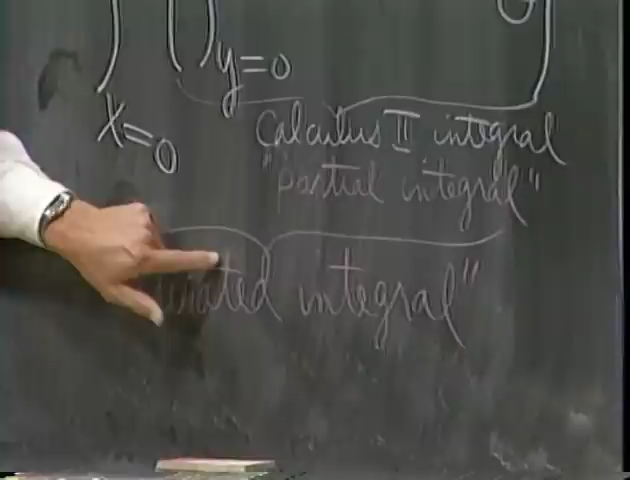 y=0
x=0
Calculus II integral
"partial integral"
integral"